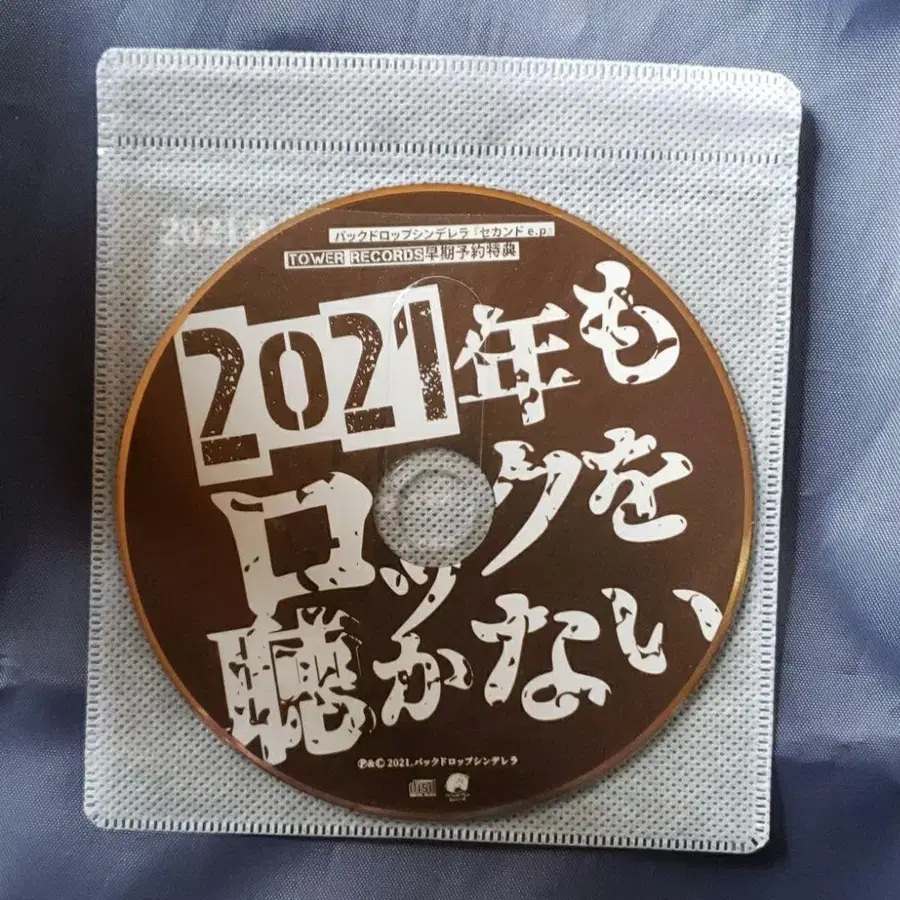 バックドロップシンデレラ『セカンド e.p』
TOWER RECORDS早期予約特典
2021年も
ロックを
聴かない
Ⓟ&Ⓒ 2021.バックドロップシンデレラ